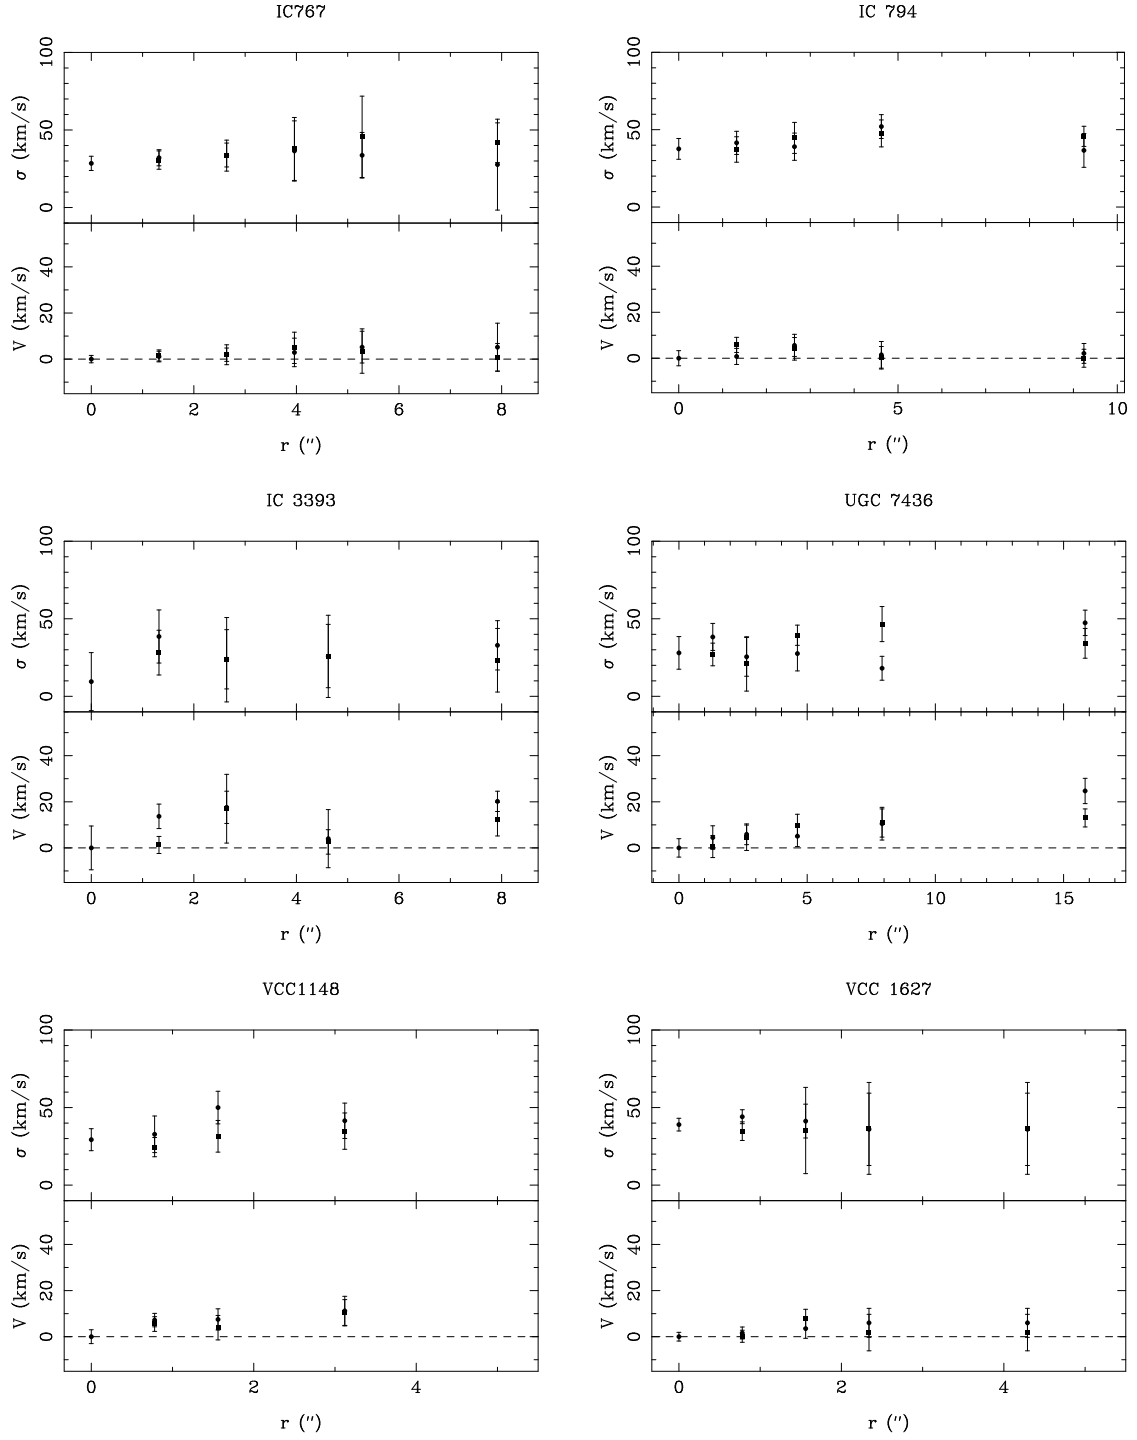 IC767
IC 794
100
50
0
σ (km/s)
100
50
0
σ (km/s)
40
20
0
V (km/s)
40
20
0
V (km/s)
0 2 4 6 8
0 5 10
r (″)
r (″)
IC 3393
UGC 7436
100
50
0
σ (km/s)
100
50
0
σ (km/s)
40
20
0
V (km/s)
40
20
0
V (km/s)
0 2 4 6 8
0 5 10 15
r (″)
r (″)
VCC1148
VCC 1627
100
50
0
σ (km/s)
100
50
0
σ (km/s)
40
20
0
V (km/s)
40
20
0
V (km/s)
0 2 4
0 2 4
r (″)
r (″)